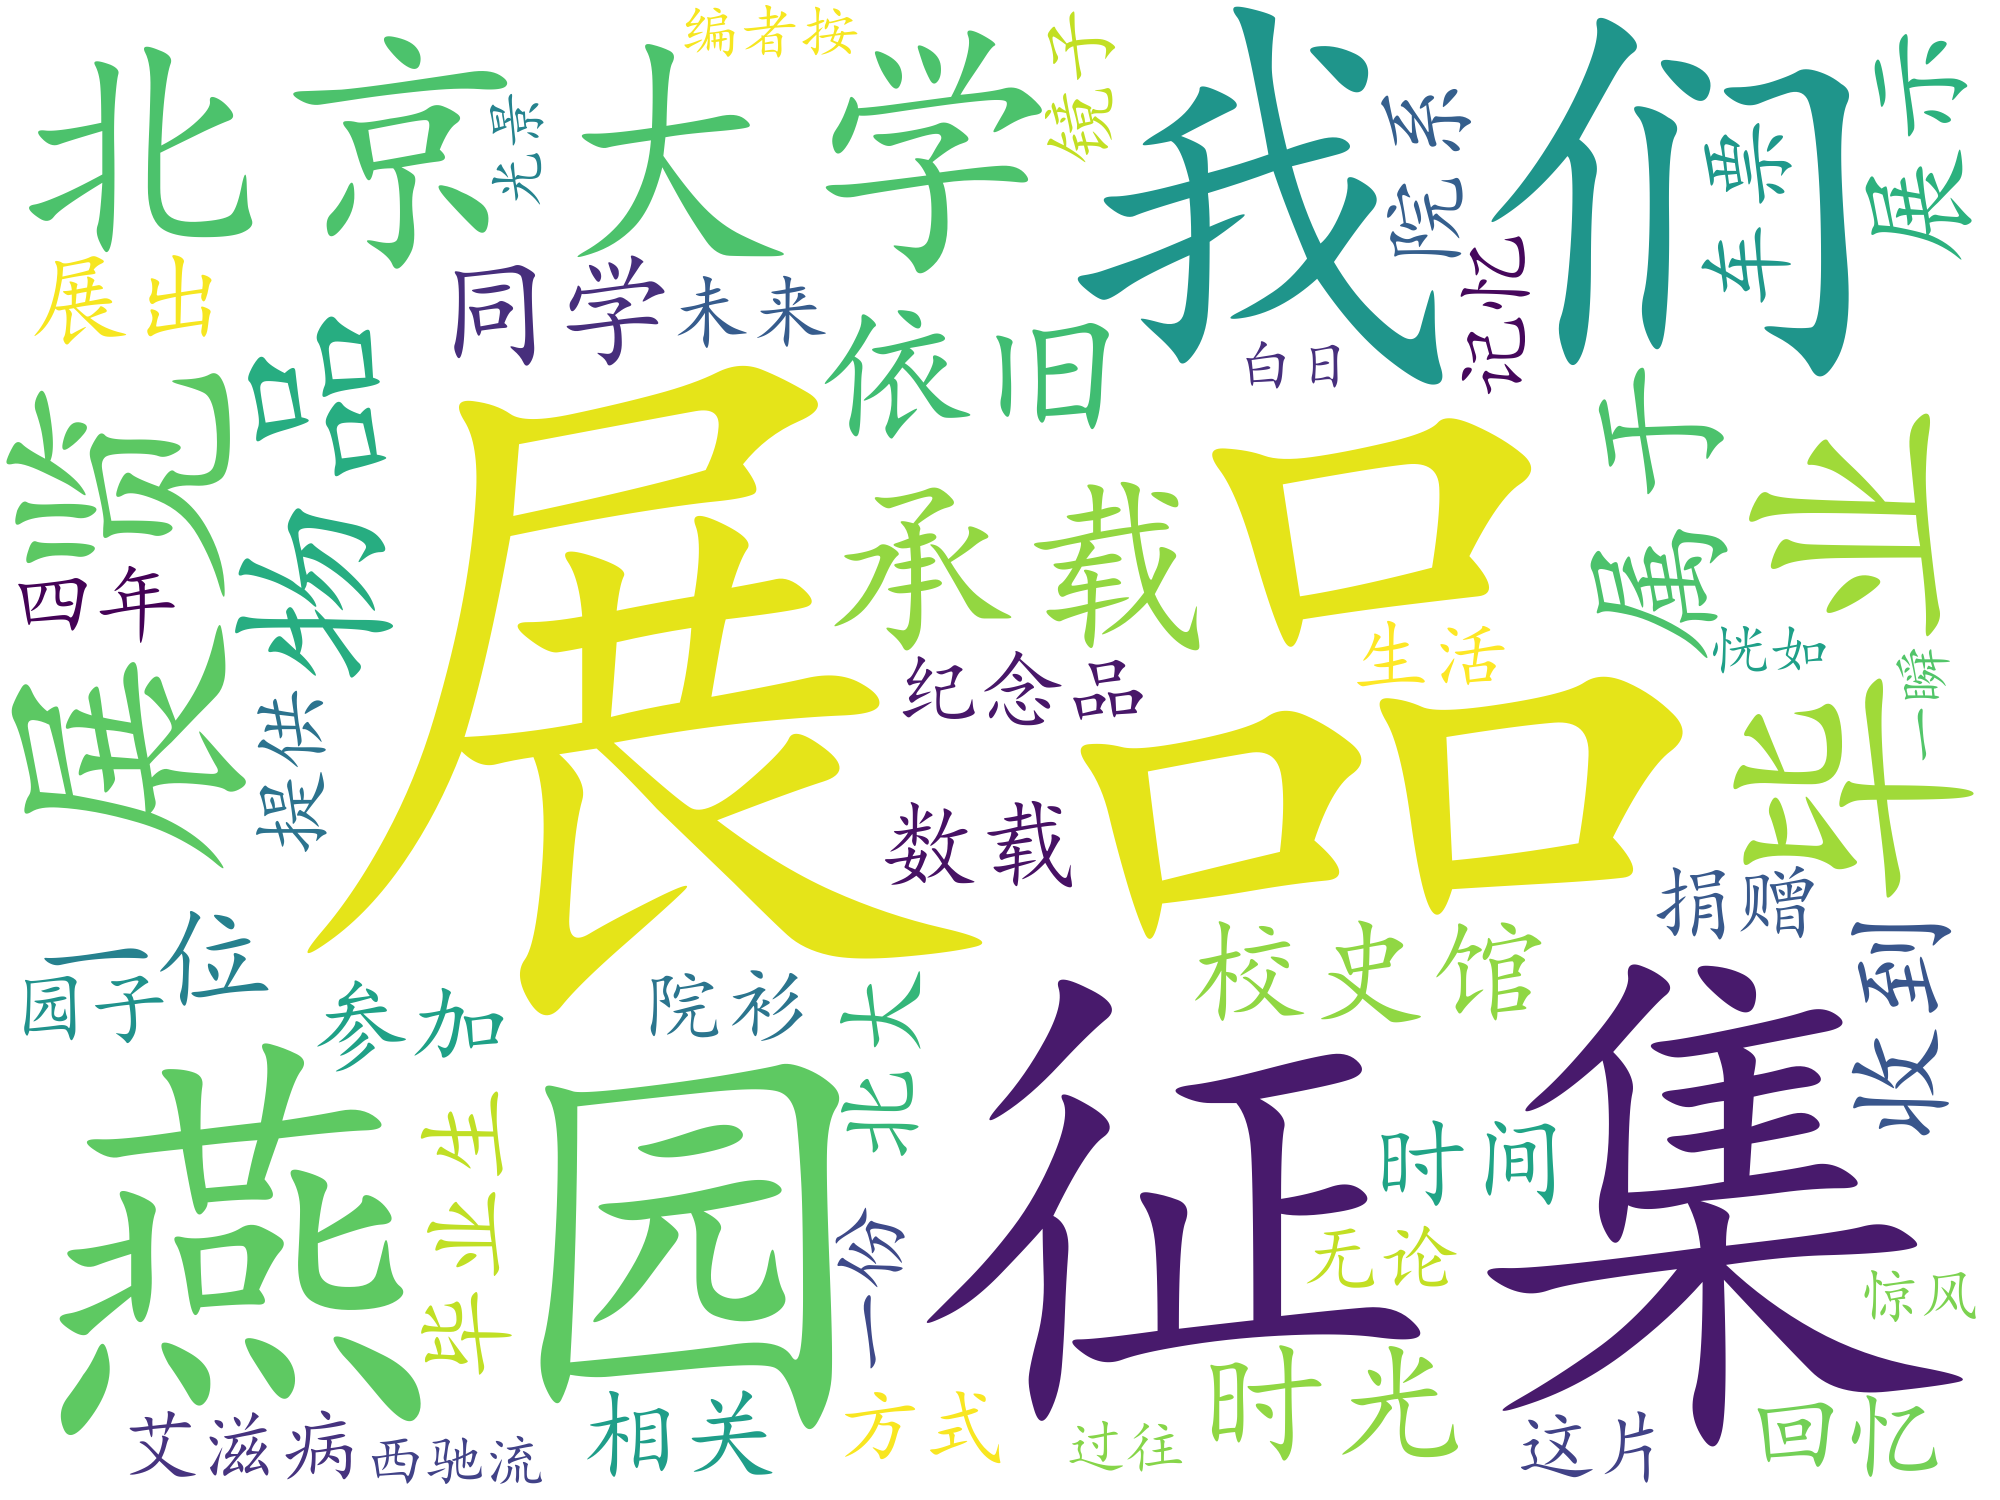 编者按
北京大学
我们
光景
镜子
院系
车票
展示
展出
同学
未来
依旧
白日
记忆
展览
物品
展品
承载
属于
毕业
四年
纪念品
生活
恍如
一瞬
提供
数载
捐赠
收到
一位
园子
参加
院衫
北大
校史馆
燕园
征集
毕业生
一份
时间
无论
惊风
艾滋病
西驰流
相关
方式
过往
时光
这片
回忆